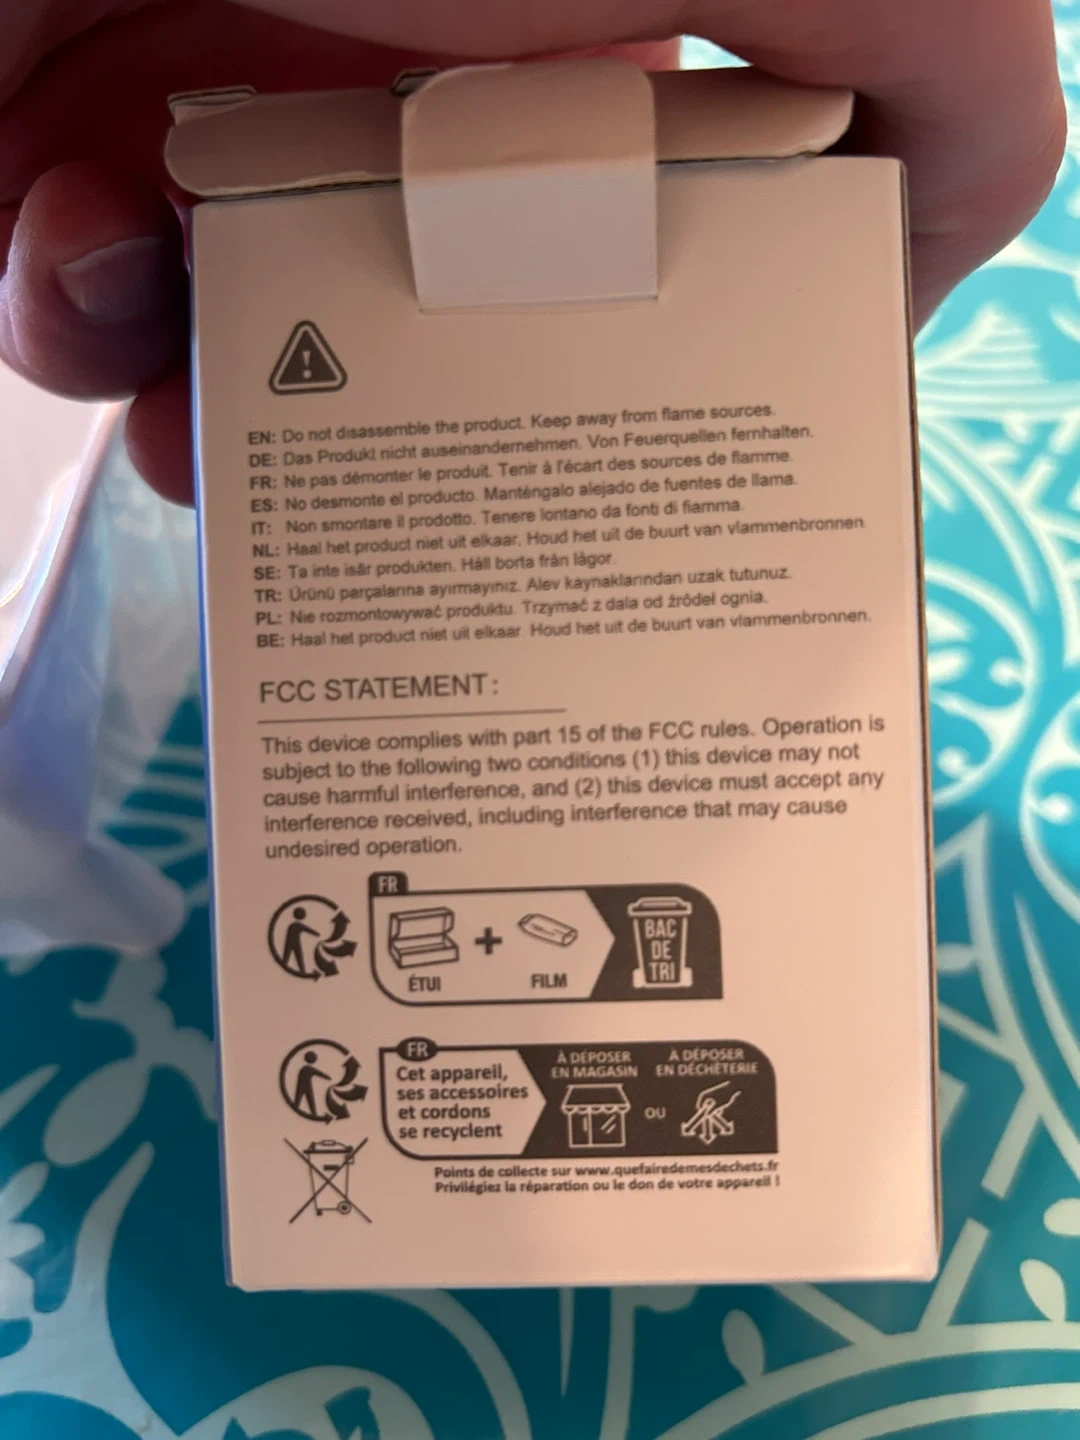 EN: Do not disassemble the product. Keep away from flame sources.
DE: Das Produkt nicht auseinandernehmen. Von Feuerquellen fernhalten.
FR: Ne pas démonter le produit. Tenir à l'écart des sources de flamme.
ES: No desmonte el producto. Manténgalo alejado de fuentes de llama.
IT: Non smontare il prodotto. Tenere lontano da fonti di fiamma.
NL: Haal het product niet uit elkaar. Houd het uit de buurt van vlammenbronnen.
SE: Ta inte isär produkten. Håll borta från lågor.
TR: Ürünü parçalarına ayırmayınız. Alev kaynaklarından uzak tutunuz.
PL: Nie rozmontowywać produktu. Trzymać z dala od źródeł ognia.
BE: Haal het product niet uit elkaar Houd het uit de buurt van vlammenbronnen.
FCC STATEMENT:
This device complies with part 15 of the FCC rules. Operation is
subject to the following two conditions (1) this device may not
cause harmful interference, and (2) this device must accept any
interference received, including interference that may cause
undesired operation.
FR
ÉTUI + FILM
BAC
DE
TRI
FR
Cet appareil,
ses accessoires
et cordons
se recyclent
À DÉPOSER
EN MAGASIN
OU
À DÉPOSER
EN DÉCHÈTERIE
Points de collecte sur www.quefairedemesdechets.fr
Privilégiez la réparation ou le don de votre appareil !